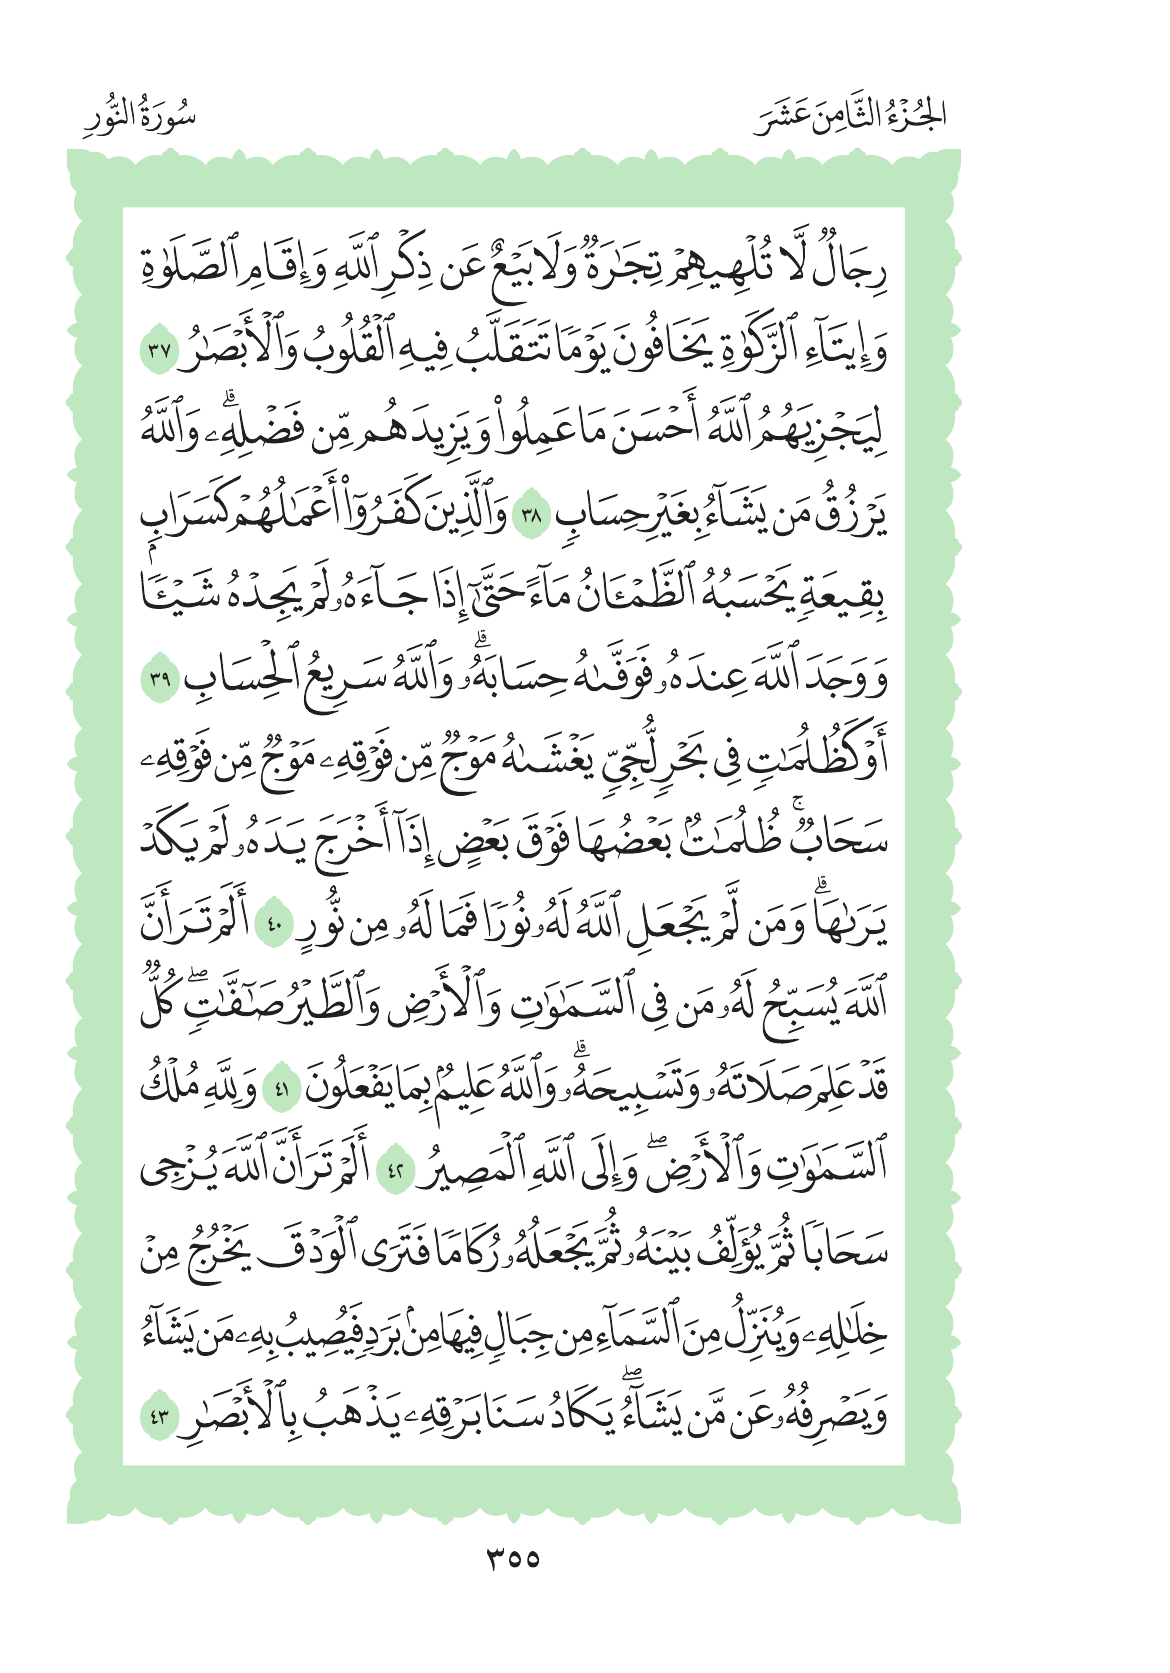 الجُزْءُ الثَّامِنَ عَشَرَ
سُورَةُ النُّورِ
رِجَالٞ لَّا تُلۡهِيهِمۡ تِجَٰرَةٞ وَلَا بَيۡعٌ عَن ذِكۡرِ ٱللَّهِ وَإِقَامِ ٱلصَّلَوٰةِ
وَإِيتَآءِ ٱلزَّكَوٰةِ يَخَافُونَ يَوۡمٗا تَتَقَلَّبُ فِيهِ ٱلۡقُلُوبُ وَٱلۡأَبۡصَٰرُ ٣٧
لِيَجۡزِيَهُمُ ٱللَّهُ أَحۡسَنَ مَا عَمِلُواْ وَيَزِيدَهُم مِّن فَضۡلِهِۦۗ وَٱللَّهُ
يَرۡزُقُ مَن يَشَآءُ بِغَيۡرِ حِسَابٖ ٣٨ وَٱلَّذِينَ كَفَرُوٓاْ أَعۡمَٰلُهُمۡ كَسَرَابِۭ
بِقِيعَةٖ يَحۡسَبُهُ ٱلظَّمۡـَٔانُ مَآءً حَتَّىٰٓ إِذَا جَآءَهُۥ لَمۡ يَجِدۡهُ شَيۡـٔٗا
وَوَجَدَ ٱللَّهَ عِندَهُۥ فَوَفَّىٰهُ حِسَابَهُۥۗ وَٱللَّهُ سَرِيعُ ٱلۡحِسَابِ ٣٩
أَوۡ كَظُلُمَٰتٖ فِي بَحۡرٖ لُّجِّيّٖ يَغۡشَىٰهُ مَوۡجٞ مِّن فَوۡقِهِۦ مَوۡجٞ مِّن فَوۡقِهِۦ
سَحَابٞۚ ظُلُمَٰتُۢ بَعۡضُهَا فَوۡقَ بَعۡضٍ إِذَآ أَخۡرَجَ يَدَهُۥ لَمۡ يَكَدۡ
يَرَىٰهَاۗ وَمَن لَّمۡ يَجۡعَلِ ٱللَّهُ لَهُۥ نُورٗا فَمَا لَهُۥ مِن نُّورٍ ٤٠ أَلَمۡ تَرَ أَنَّ
ٱللَّهَ يُسَبِّحُ لَهُۥ مَن فِي ٱلسَّمَٰوَٰتِ وَٱلۡأَرۡضِ وَٱلطَّيۡرُ صَٰٓفَّٰتٖۖ كُلّٞ
قَدۡ عَلِمَ صَلَاتَهُۥ وَتَسۡبِيحَهُۥۗ وَٱللَّهُ عَلِيمُۢ بِمَا يَفۡعَلُونَ ٤١ وَلِلَّهِ مُلۡكُ
ٱلسَّمَٰوَٰتِ وَٱلۡأَرۡضِۖ وَإِلَى ٱللَّهِ ٱلۡمَصِيرُ ٤٢ أَلَمۡ تَرَ أَنَّ ٱللَّهَ يُزۡجِي
سَحَابٗا ثُمَّ يُؤَلِّفُ بَيۡنَهُۥ ثُمَّ يَجۡعَلُهُۥ رُكَامٗا فَتَرَى ٱلۡوَدۡقَ يَخۡرُجُ مِنۡ
خِلَٰلِهِۦ وَيُنَزِّلُ مِنَ ٱلسَّمَآءِ مِن جِبَالٖ فِيهَا مِنۢ بَرَدٖ فَيُصِيبُ بِهِۦ مَن يَشَآءُ
وَيَصۡرِفُهُۥ عَن مَّن يَشَآءُۖ يَكَادُ سَنَا بَرۡقِهِۦ يَذۡهَبُ بِٱلۡأَبۡصَٰرِ ٤٣
٣٥٥